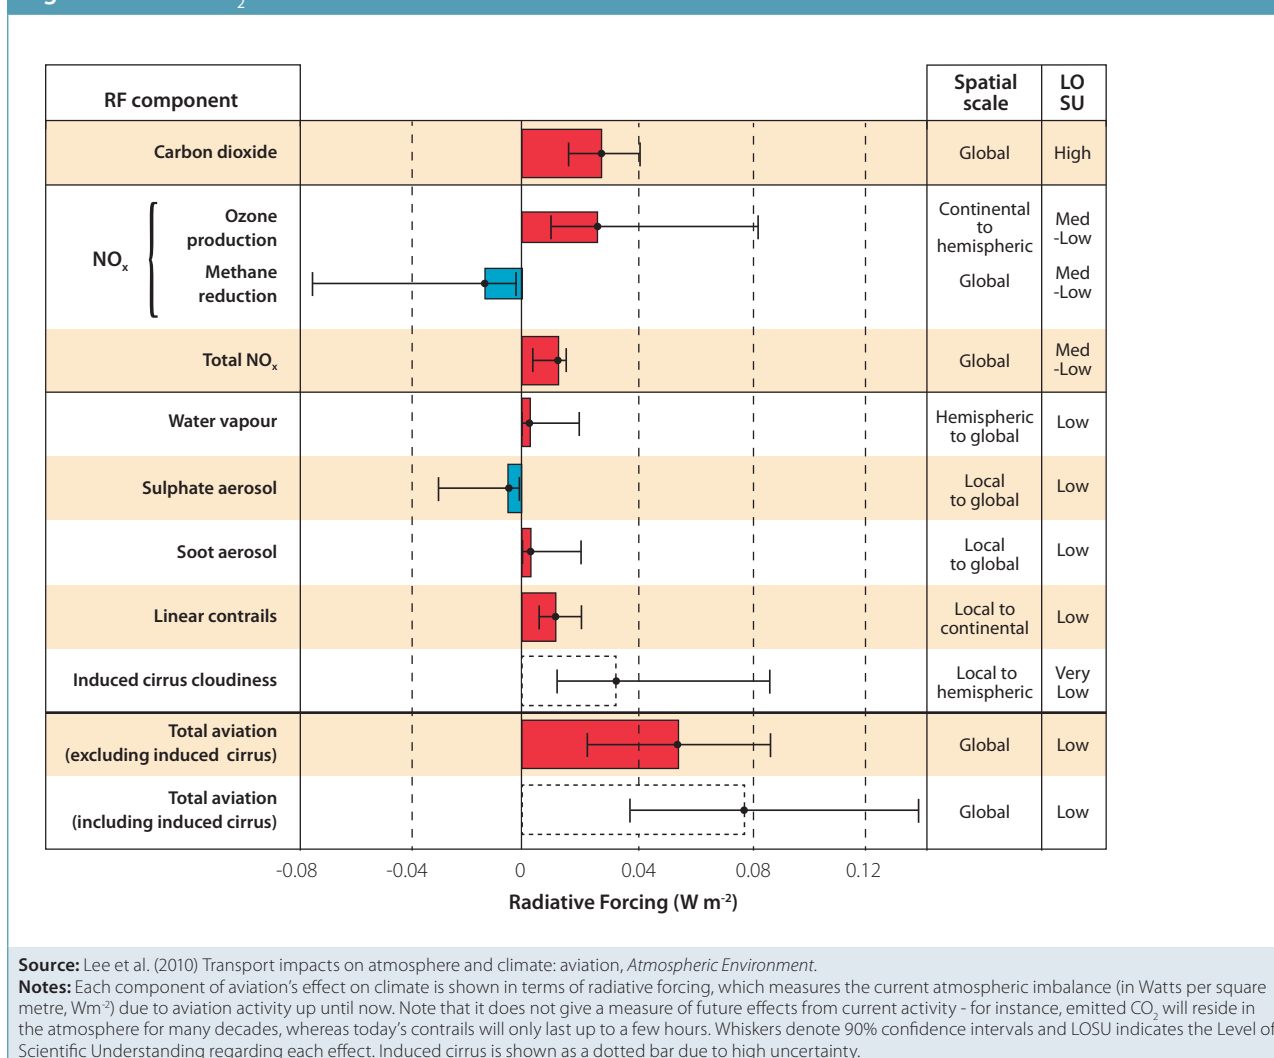 2
RF component
Spatial
scale
LO
SU
Carbon dioxide
Global
High
NOx
Ozone
production
Continental
to
hemispheric
Med
-Low
Methane
reduction
Global
Med
-Low
Total NOx
Global
Med
-Low
Water vapour
Hemispheric
to global
Low
Sulphate aerosol
Local
to global
Low
Soot aerosol
Local
to global
Low
Linear contrails
Local to
continental
Low
Induced cirrus cloudiness
Local to
hemispheric
Very
Low
Total aviation
(excluding induced cirrus)
Global
Low
Total aviation
(including induced cirrus)
Global
Low
-0.08 -0.04 0 0.04 0.08 0.12
Radiative Forcing (W m-2)
Source: Lee et al. (2010) Transport impacts on atmosphere and climate: aviation, Atmospheric Environment.
Notes: Each component of aviation's effect on climate is shown in terms of radiative forcing, which measures the current atmospheric imbalance (in Watts per square
metre, Wm-2) due to aviation activity up until now. Note that it does not give a measure of future effects from current activity - for instance, emitted CO2 will reside in
the atmosphere for many decades, whereas today's contrails will only last up to a few hours. Whiskers denote 90% confidence intervals and LOSU indicates the Level of
Scientific Understanding regarding each effect. Induced cirrus is shown as a dotted bar due to high uncertainty.